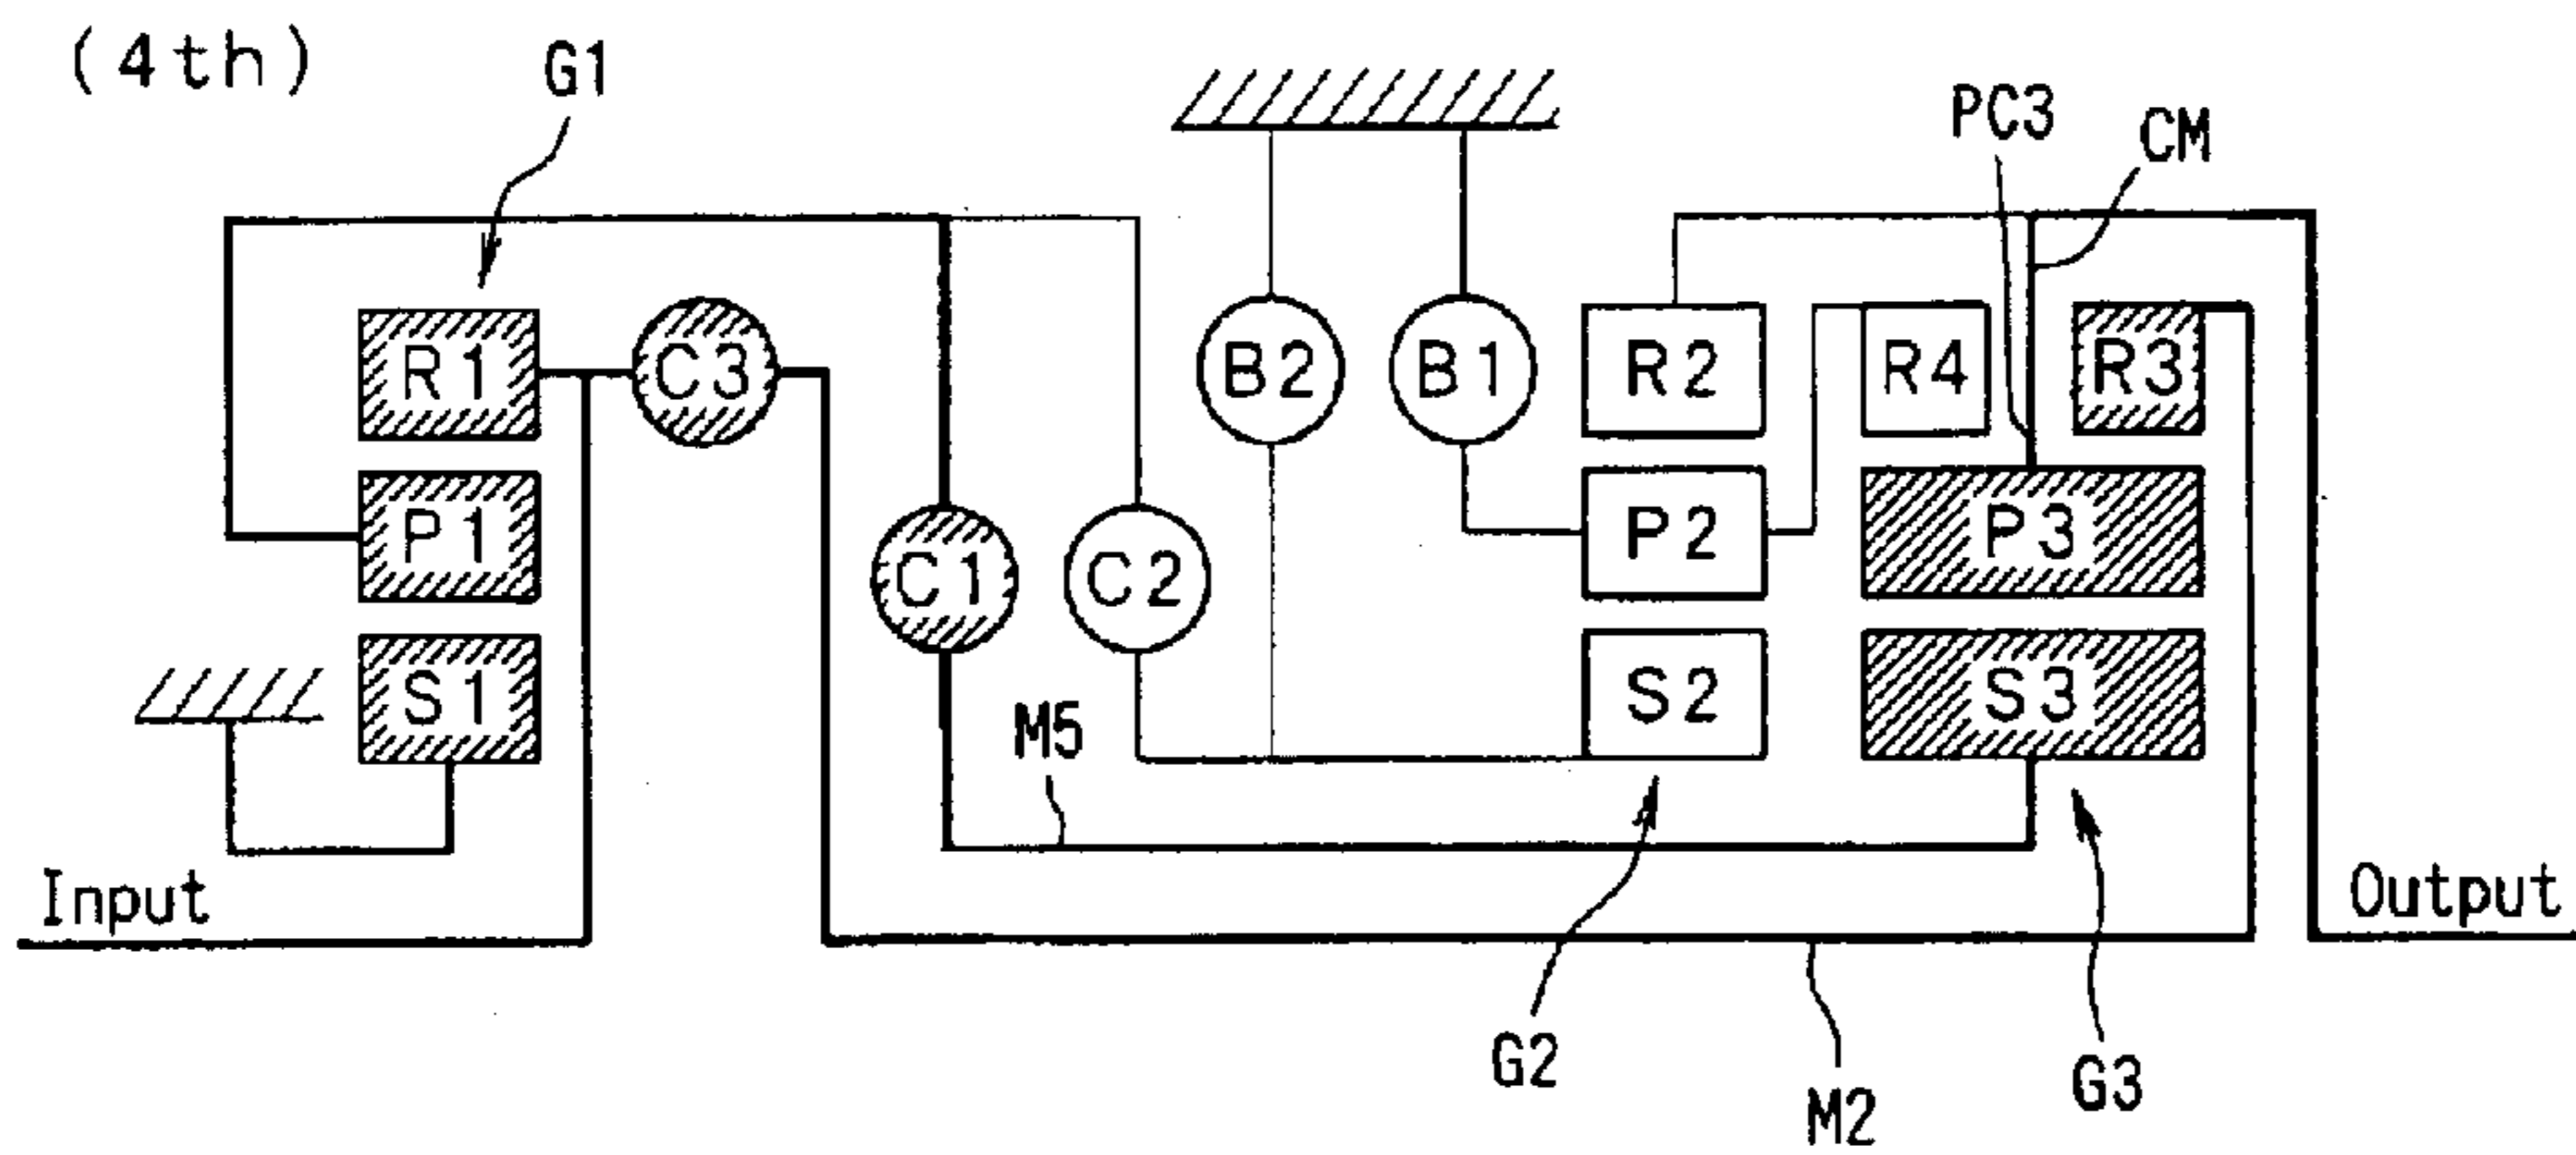 (4th)
G1
PC3
CM
R1
C3
B2
B1
R2
R4
R3
P1
C1
C2
P2
P3
S1
M5
S2
S3
Input
Output
G2
M2
G3